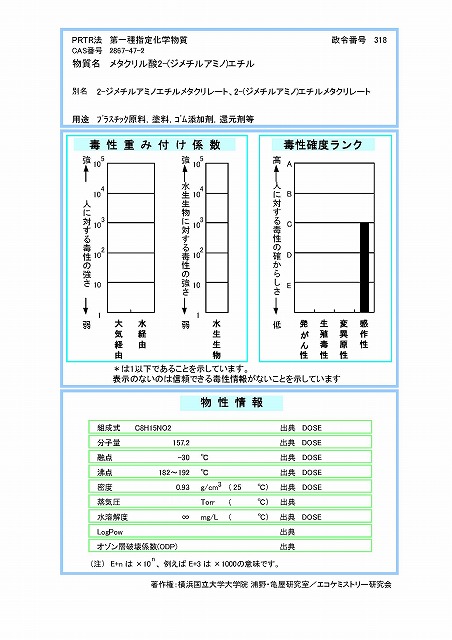 PRTR法 第一種指定化学物質 政令番号 318
CAS番号 2867-47-2
物質名 メタクリル酸2-(ジメチルアミノ)エチル
別名 2-ジメチルアミノエチルメタクリレート、2-(ジメチルアミノ)エチルメタクリレート
用途 プラスチック原料, 塗料, ゴム添加剤, 還元剤等
毒性重み付け係数
強
人に対する毒性の強さ
弱
10^5
10^4
10^3
10^2
10
1
大気経由
水経由
強
水生生物に対する毒性の強さ
弱
10^5
10^4
10^3
10^2
10
1
水生生物
毒性確度ランク
高
人に対する毒性の確からしさ
低
A
B
C
D
E
発がん性
生殖毒性
変異原性
感作性
*は1以下であることを示しています。
表示のないのは信頼できる毒性情報がないことを示しています
物性情報
組成式 C8H15NO2 出典 DOSE
分子量 157.2 出典 DOSE
融点 -30 ℃ 出典 DOSE
沸点 182～192 ℃ 出典 DOSE
密度 0.93 g/cm3 ( 25 ℃) 出典 DOSE
蒸気圧 Torr ( ℃) 出典
水溶解度 ∞ mg/L ( ℃) 出典 DOSE
LogPow 出典
オゾン層破壊係数(ODP) 出典
(注) E+n は ×10^n、例えば E+3 は ×1000の意味です。
著作権:横浜国立大学大学院 浦野・亀屋研究室／エコケミストリー研究会